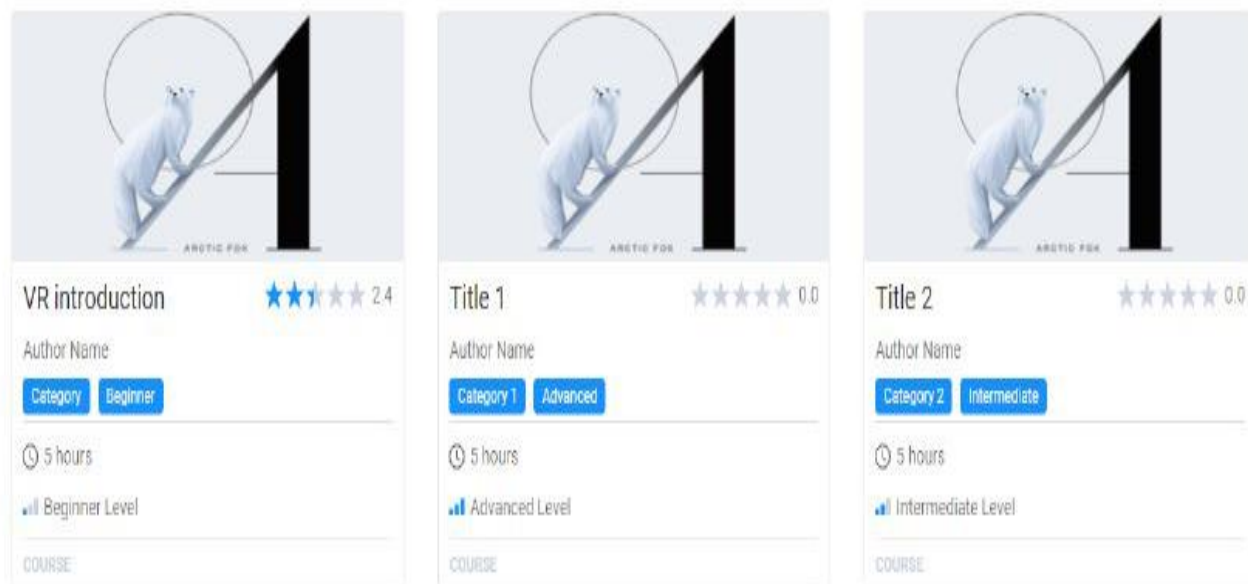 ARCTIC FOX
VR introduction 2.4
Author Name
Category Beginner
5 hours
Beginner Level
COURSE
ARCTIC FOX
Title 1 0.0
Author Name
Category 1 Advanced
5 hours
Advanced Level
COURSE
ARCTIC FOX
Title 2 0.0
Author Name
Category 2 Intermediate
5 hours
Intermediate Level
COURSE